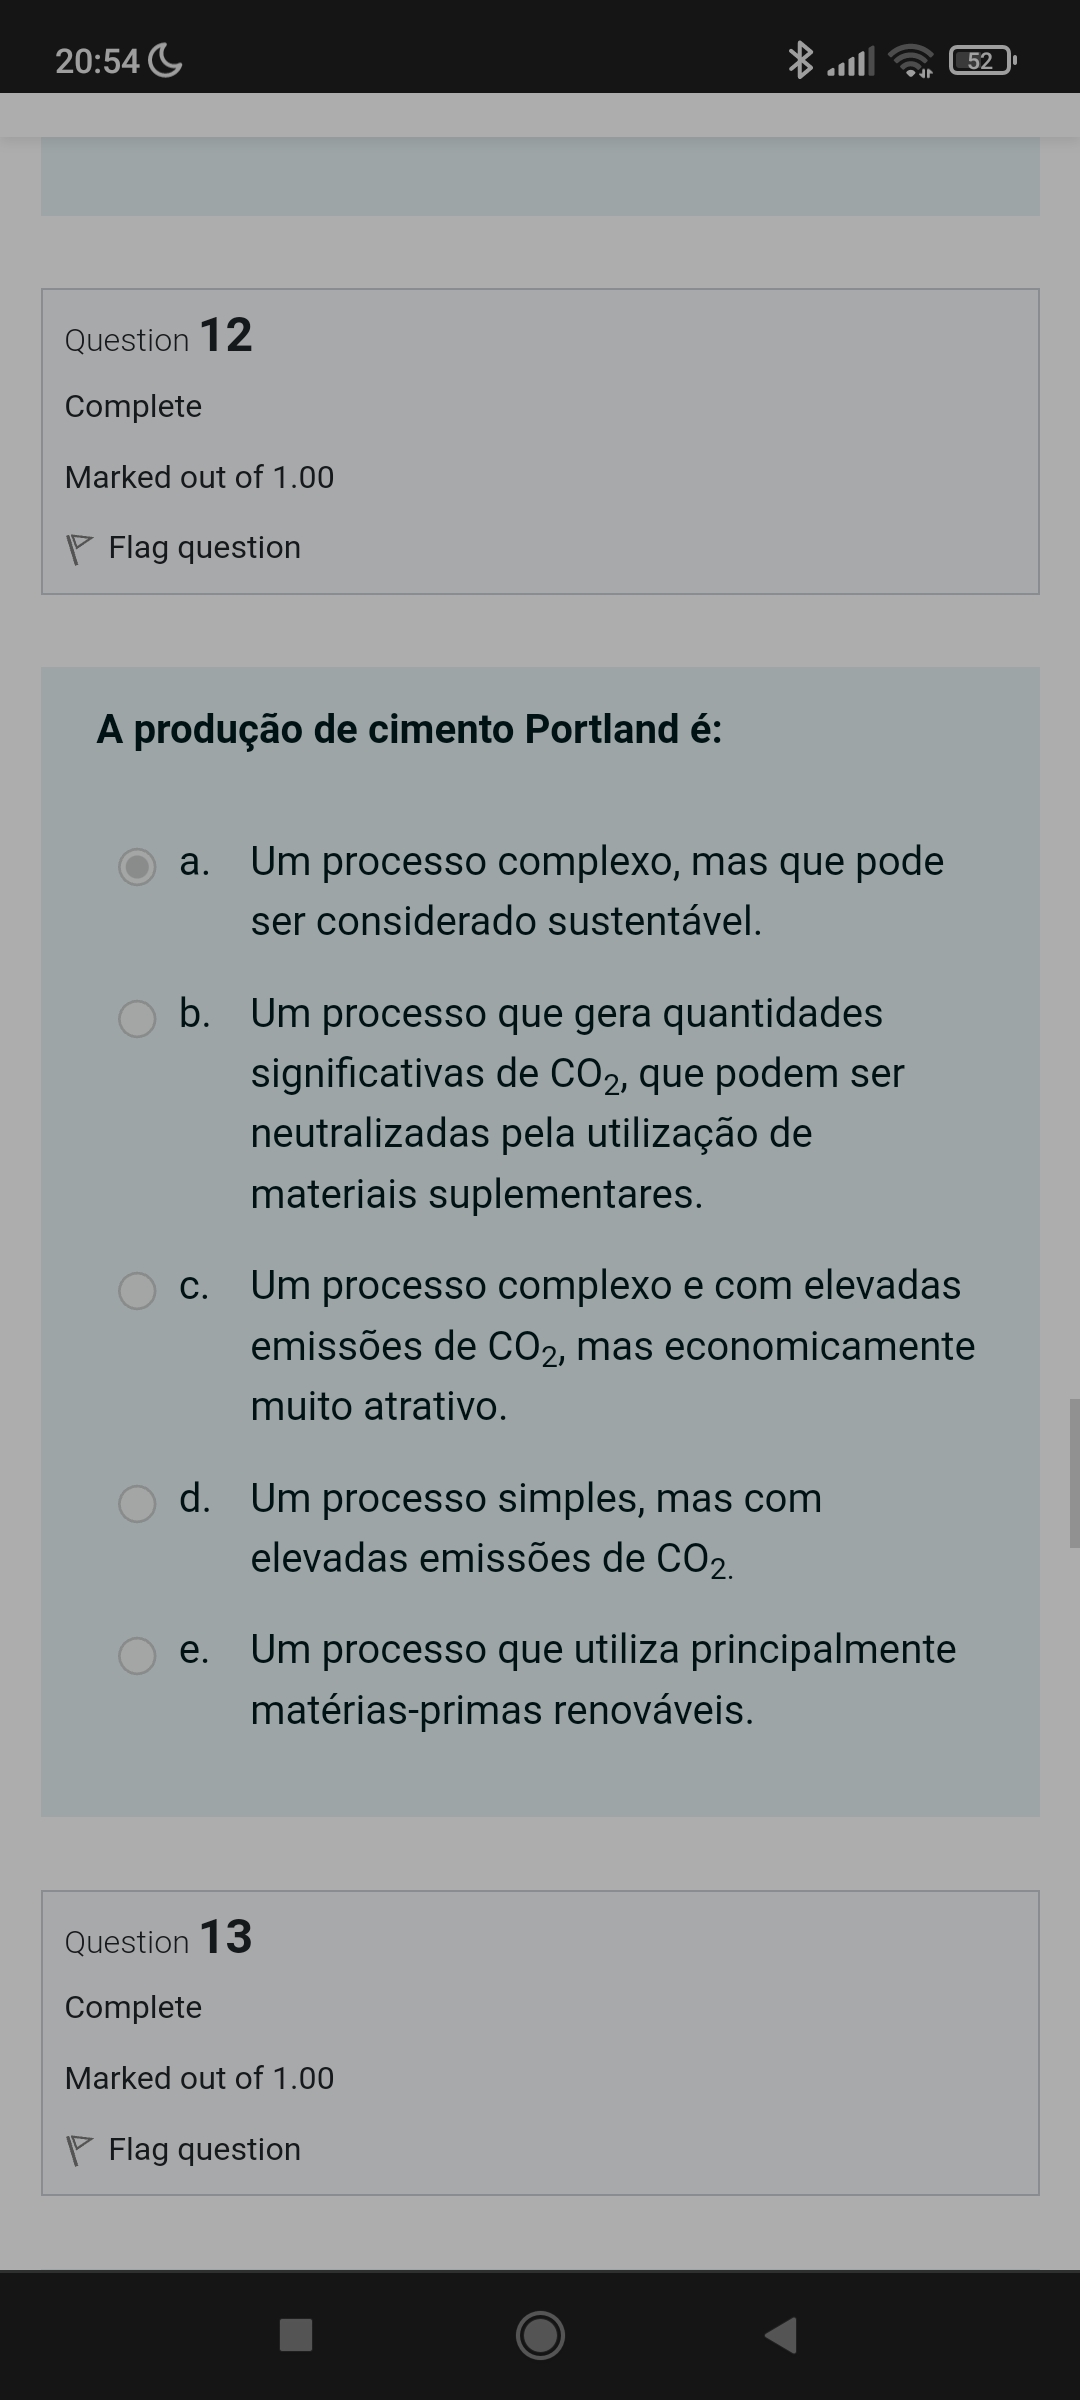 20:54
52
Question 12
Complete
Marked out of 1.00
Flag question
A produção de cimento Portland é:
a. Um processo complexo, mas que pode
ser considerado sustentável.
b. Um processo que gera quantidades
significativas de CO₂, que podem ser
neutralizadas pela utilização de
materiais suplementares.
c. Um processo complexo e com elevadas
emissões de CO₂, mas economicamente
muito atrativo.
d. Um processo simples, mas com
elevadas emissões de CO₂.
e. Um processo que utiliza principalmente
matérias-primas renováveis.
Question 13
Complete
Marked out of 1.00
Flag question